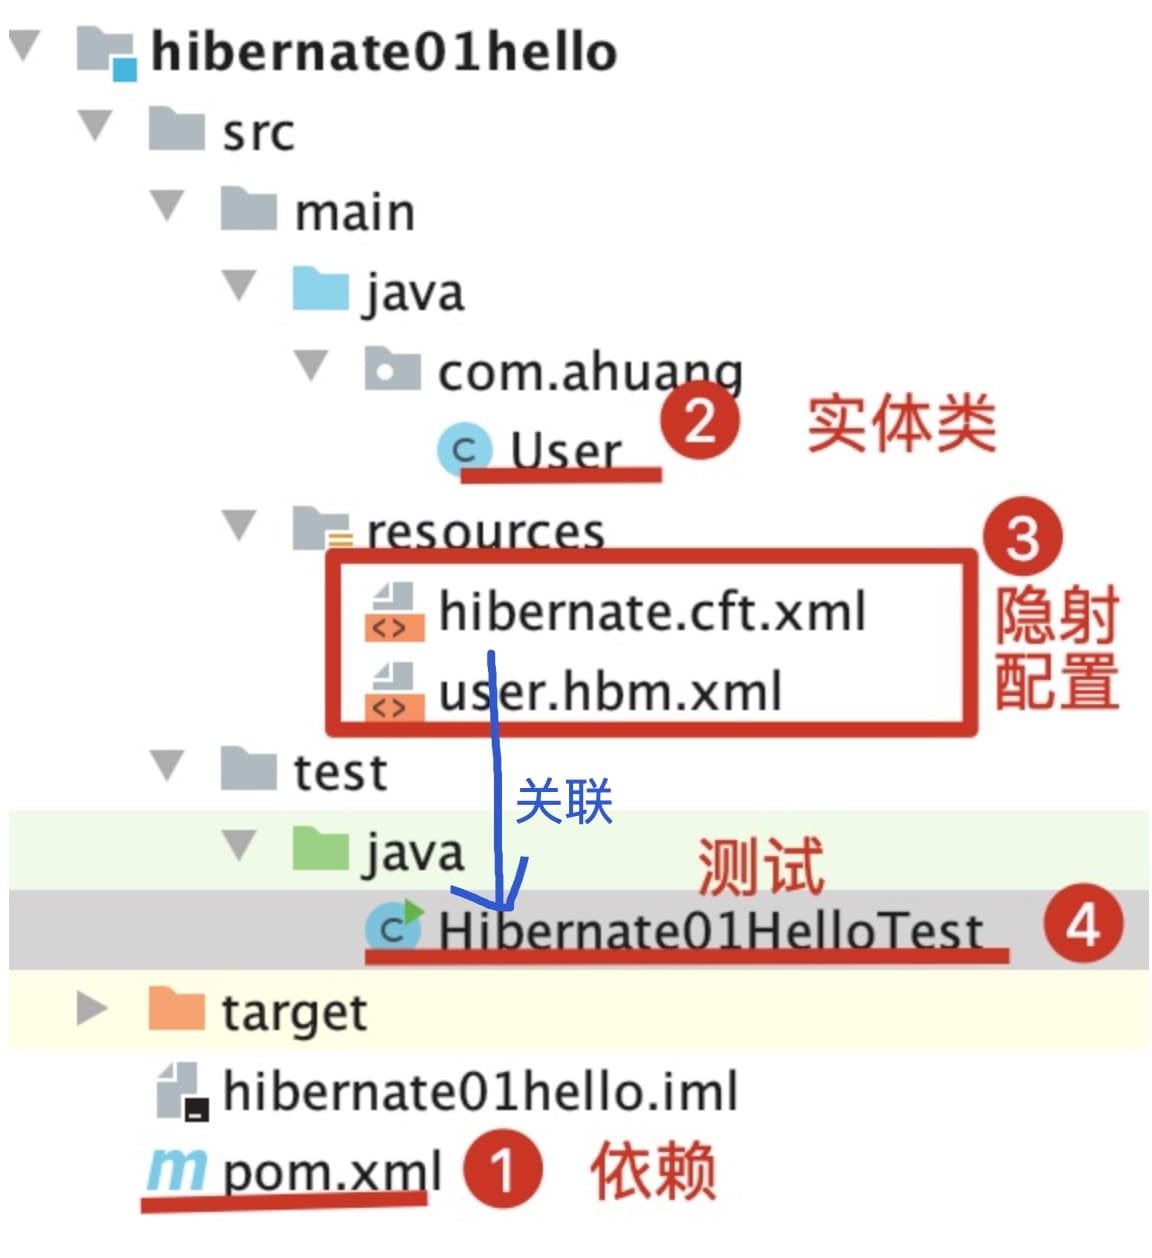 hibernate01hello
src
main
java
com.ahuang
User
2
实体类
resources
3
hibernate.cft.xml
隐射
user.hbm.xml
配置
test
关联
java
测试
C Hibernate01HelloTest
4
target
hibernate01hello.iml
m pom.xml
1
依赖